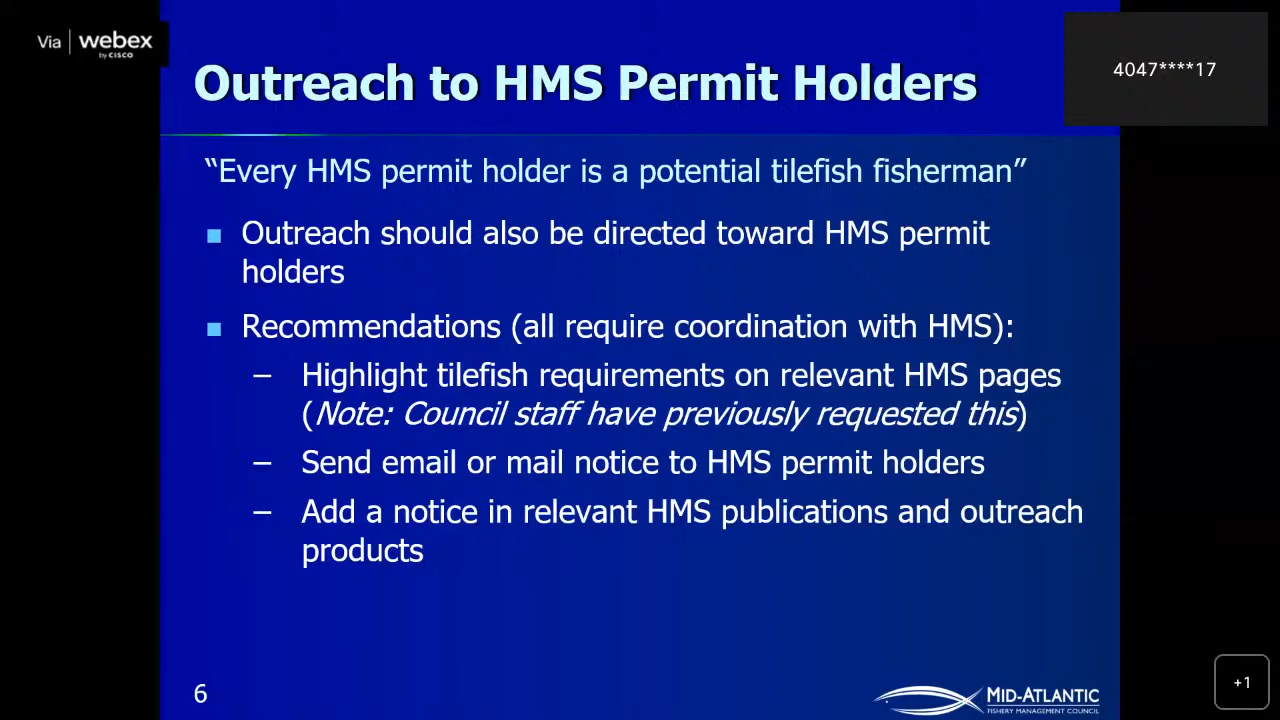 Via webex
by CISCO
4047****17
Outreach to HMS Permit Holders
“Every HMS permit holder is a potential tilefish fisherman”
Outreach should also be directed toward HMS permit
holders
Recommendations (all require coordination with HMS):
– Highlight tilefish requirements on relevant HMS pages
(Note: Council staff have previously requested this)
– Send email or mail notice to HMS permit holders
– Add a notice in relevant HMS publications and outreach
products
6
MID-ATLANTIC
FISHERY MANAGEMENT COUNCIL
+1